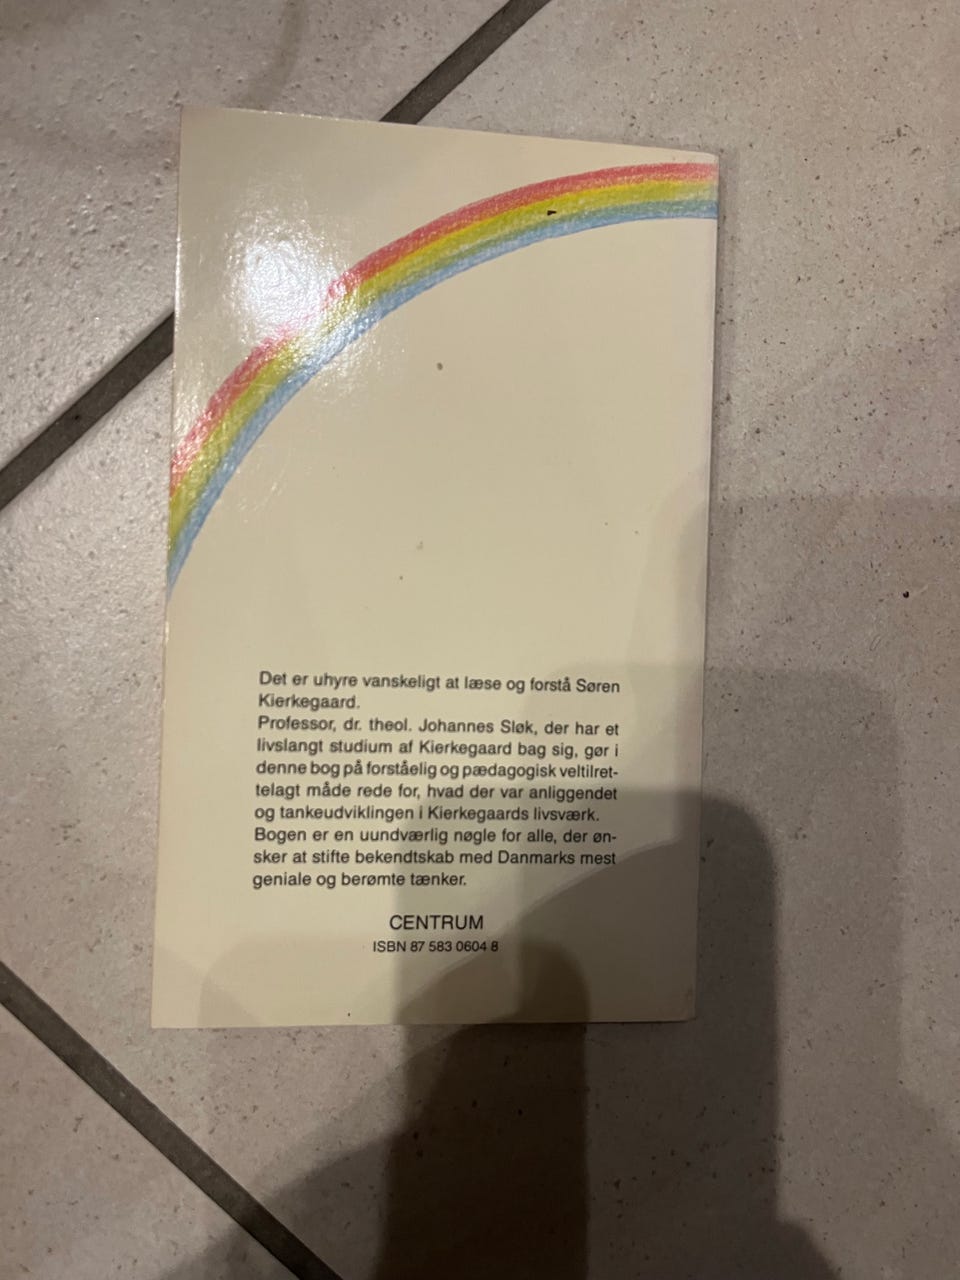 Det er uhyre vanskeligt at læse og forstå Søren
Kierkegaard.
Professor, dr. theol. Johannes Sløk, der har et
livslangt studium af Kierkegaard bag sig, gør i
denne bog på forståelig og pædagogisk veltilret-
telagt måde rede for, hvad der var anliggendet
og tankeudviklingen i Kierkegaards livsværk.
Bogen er en uundværlig nøgle for alle, der øn-
sker at stifte bekendtskab med Danmarks mest
geniale og berømte tænker.
CENTRUM
ISBN 87 583 0604 8